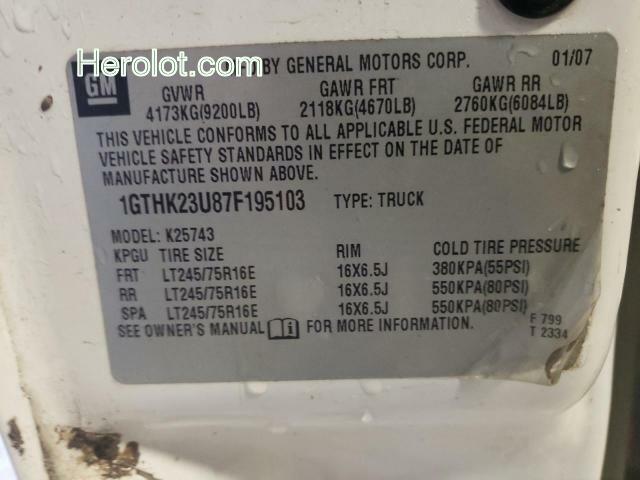 Herolot.com
GM
BY GENERAL MOTORS CORP. 01/07
GVWR GAWR FRT GAWR RR
4173KG(9200LB) 2118KG(4670LB) 2760KG(6084LB)
THIS VEHICLE CONFORMS TO ALL APPLICABLE U.S. FEDERAL MOTOR
VEHICLE SAFETY STANDARDS IN EFFECT ON THE DATE OF
MANUFACTURE SHOWN ABOVE.
1GTHK23U87F195103 TYPE: TRUCK
MODEL: K25743
KPGU TIRE SIZE RIM COLD TIRE PRESSURE
FRT LT245/75R16E 16X6.5J 380KPA(55PSI)
RR LT245/75R16E 16X6.5J 550KPA(80PSI)
SPA LT245/75R16E 16X6.5J 550KPA(80PSI)
SEE OWNER'S MANUAL i FOR MORE INFORMATION.
F 799
T 2334